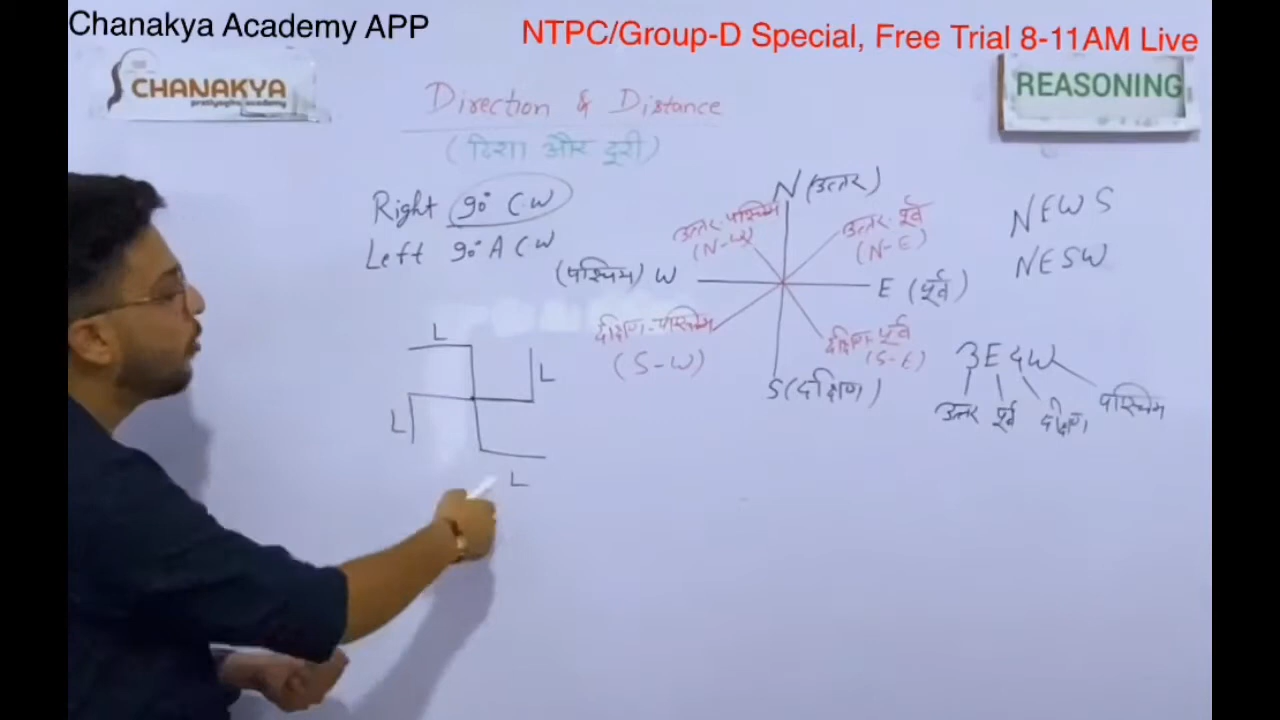 Chanakya Academy APP
NTPC/Group-D Special, Free Trial 8-11AM Live
CHANAKYA
pratiyogita academy
REASONING
Direction & Distance
(दिशा और दूरी)
Right 90° C.W
Left 90° A C W
N (उत्तर)
उत्तर-पश्चिम
(N-W)
उत्तर-पूर्व
(N-E)
(पश्चिम) W
E (पूर्व)
दक्षिण-पश्चिम
(S-W)
दक्षिण-पूर्व
(S-E)
S (दक्षिण)
NEWS
NESW
उत्तर पूर्व दक्षिण पश्चिम
L
L
L
L